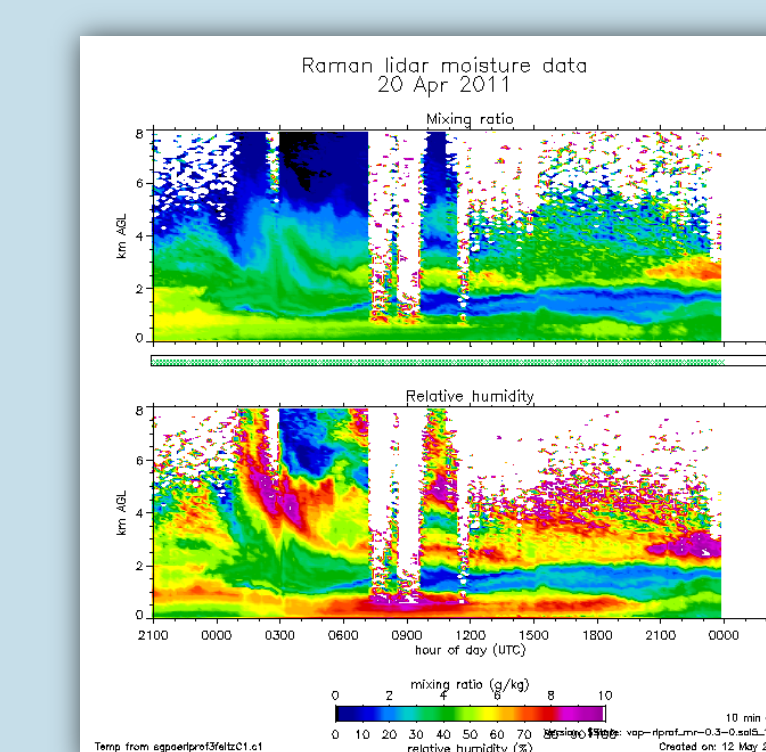 Raman lidar moisture data
20 Apr 2011
Mixing ratio
8
6
4
2
0
km AGL
Relative humidity
8
6
4
2
0
km AGL
2100 0000 0300 0600 0900 1200 1500 1800 2100 0000
hour of day (UTC)
mixing ratio (g/kg)
0 2 4 6 8 10
0 10 20 30 40 50 60 70 80 90 100
relative humidity (%)
10 min
Temp from
Created on: 12 May